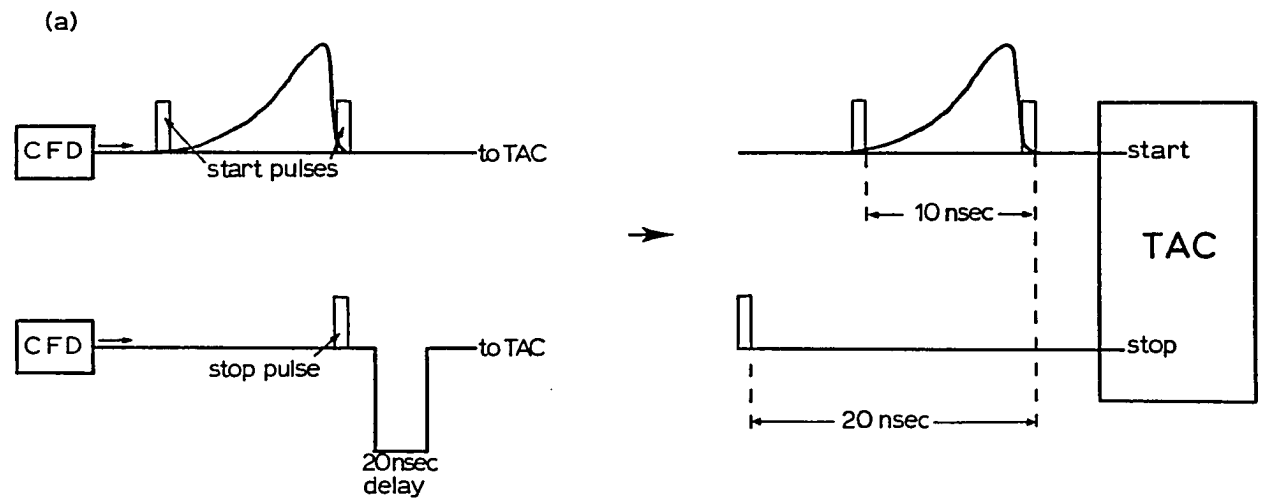 (a)
CFD
start pulses
to TAC
CFD
stop pulse
to TAC
20nsec
delay
start
10 nsec
TAC
stop
20 nsec